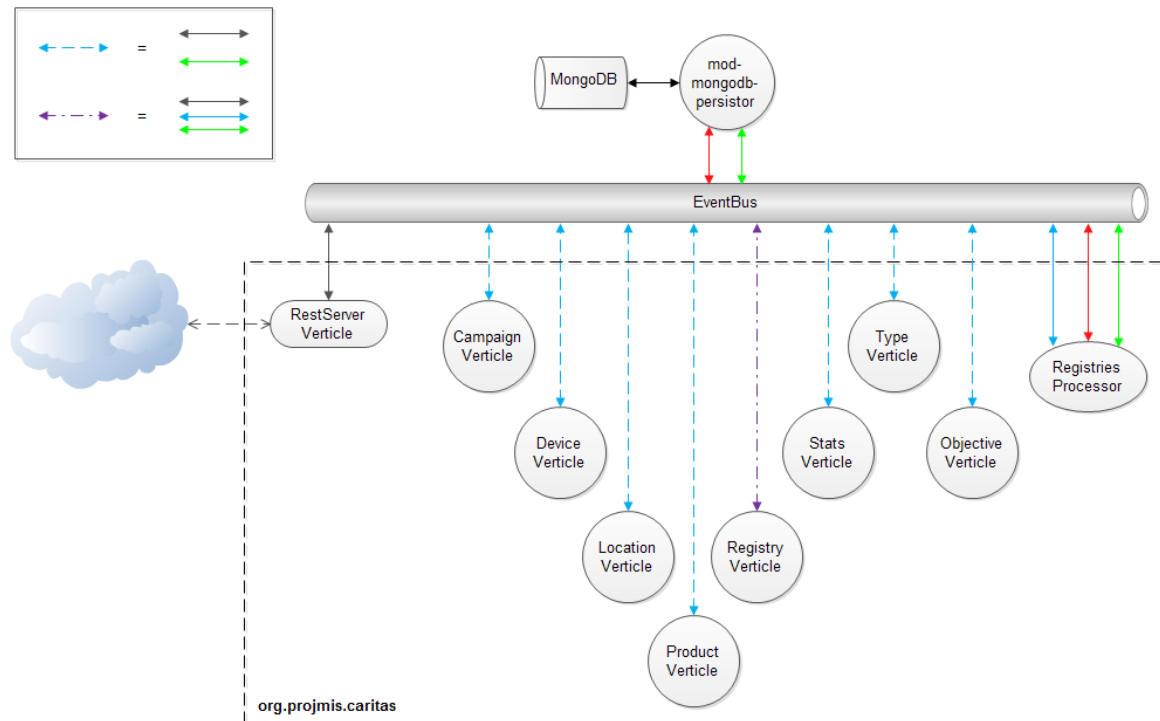 =
=
MongoDB
mod-
mongodb-
persistor
EventBus
RestServer
Verticle
Campaign
Verticle
Type
Verticle
Registries
Processor
Device
Verticle
Stats
Verticle
Objective
Verticle
Location
Verticle
Registry
Verticle
Product
Verticle
org.projmis.caritas